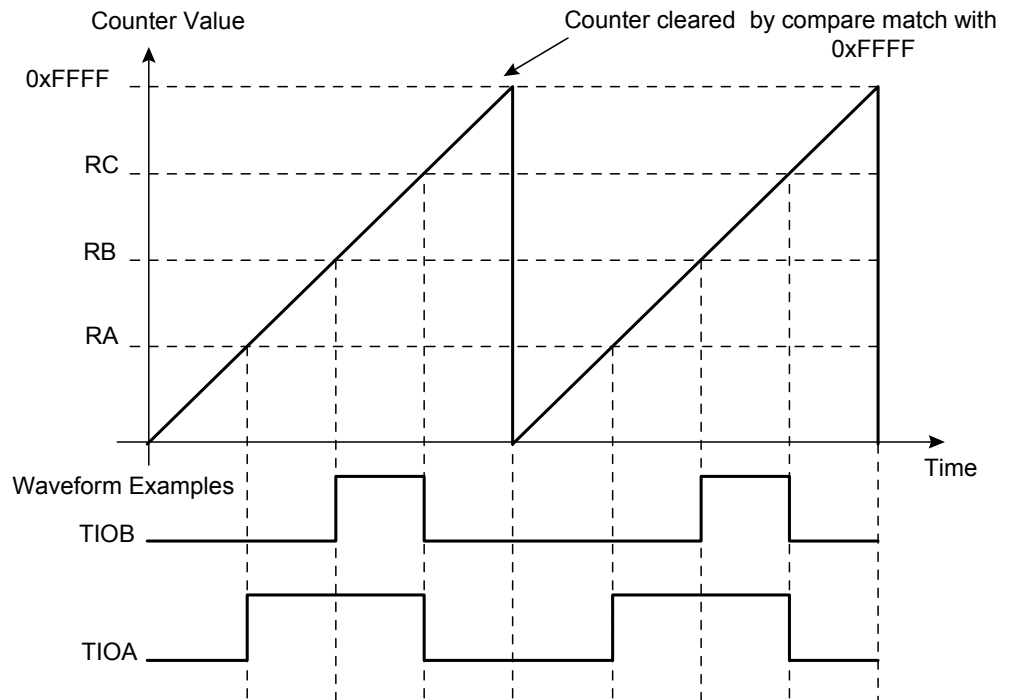 Counter Value
Counter cleared by compare match with
0xFFFF
0xFFFF
RC
RB
RA
Time
Waveform Examples
TIOB
TIOA